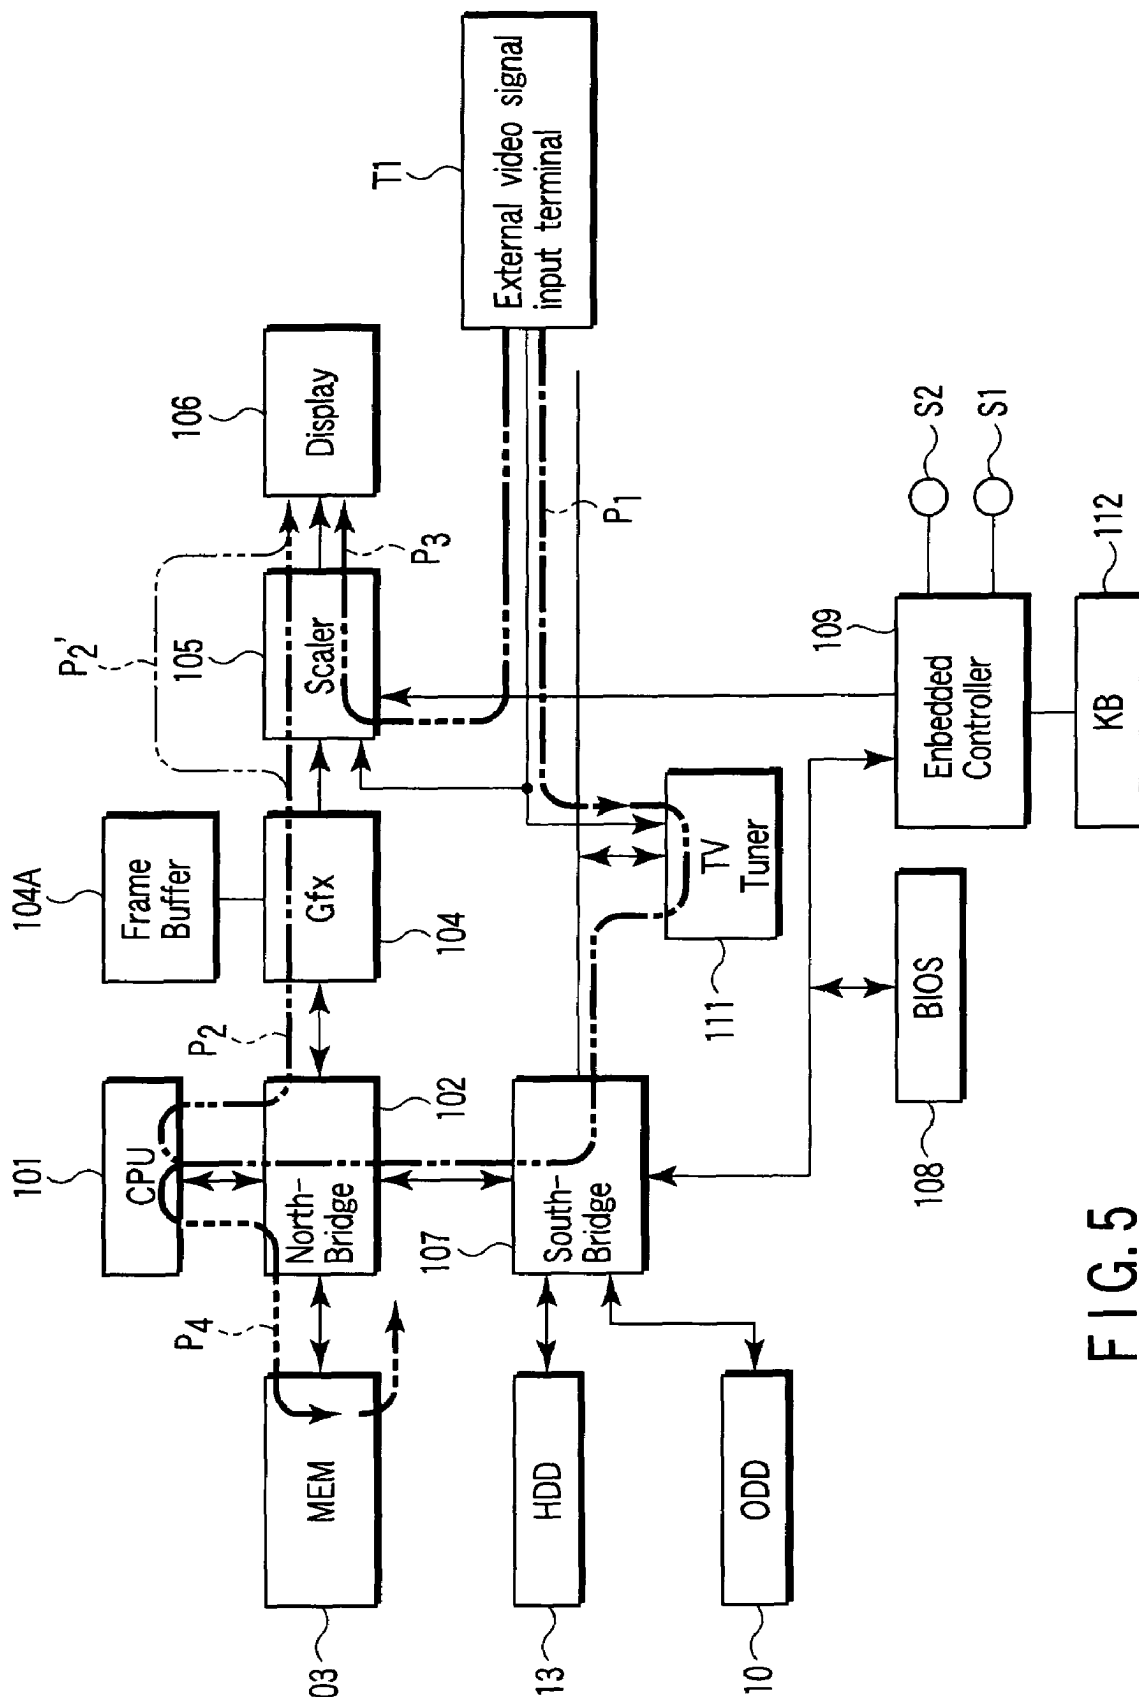 101
CPU
104A
Frame
Buffer
P2'
P4
North-
Bridge
102
P2
Gfx
104
105
Scaler
P3
106
Display
MEM
03
T1
External video signal
input terminal
P1
107
South-
Bridge
HDD
13
ODD
10
TV
Tuner
111
BIOS
108
109
Enbedded
Controller
S2
S1
KB
112
FIG. 5